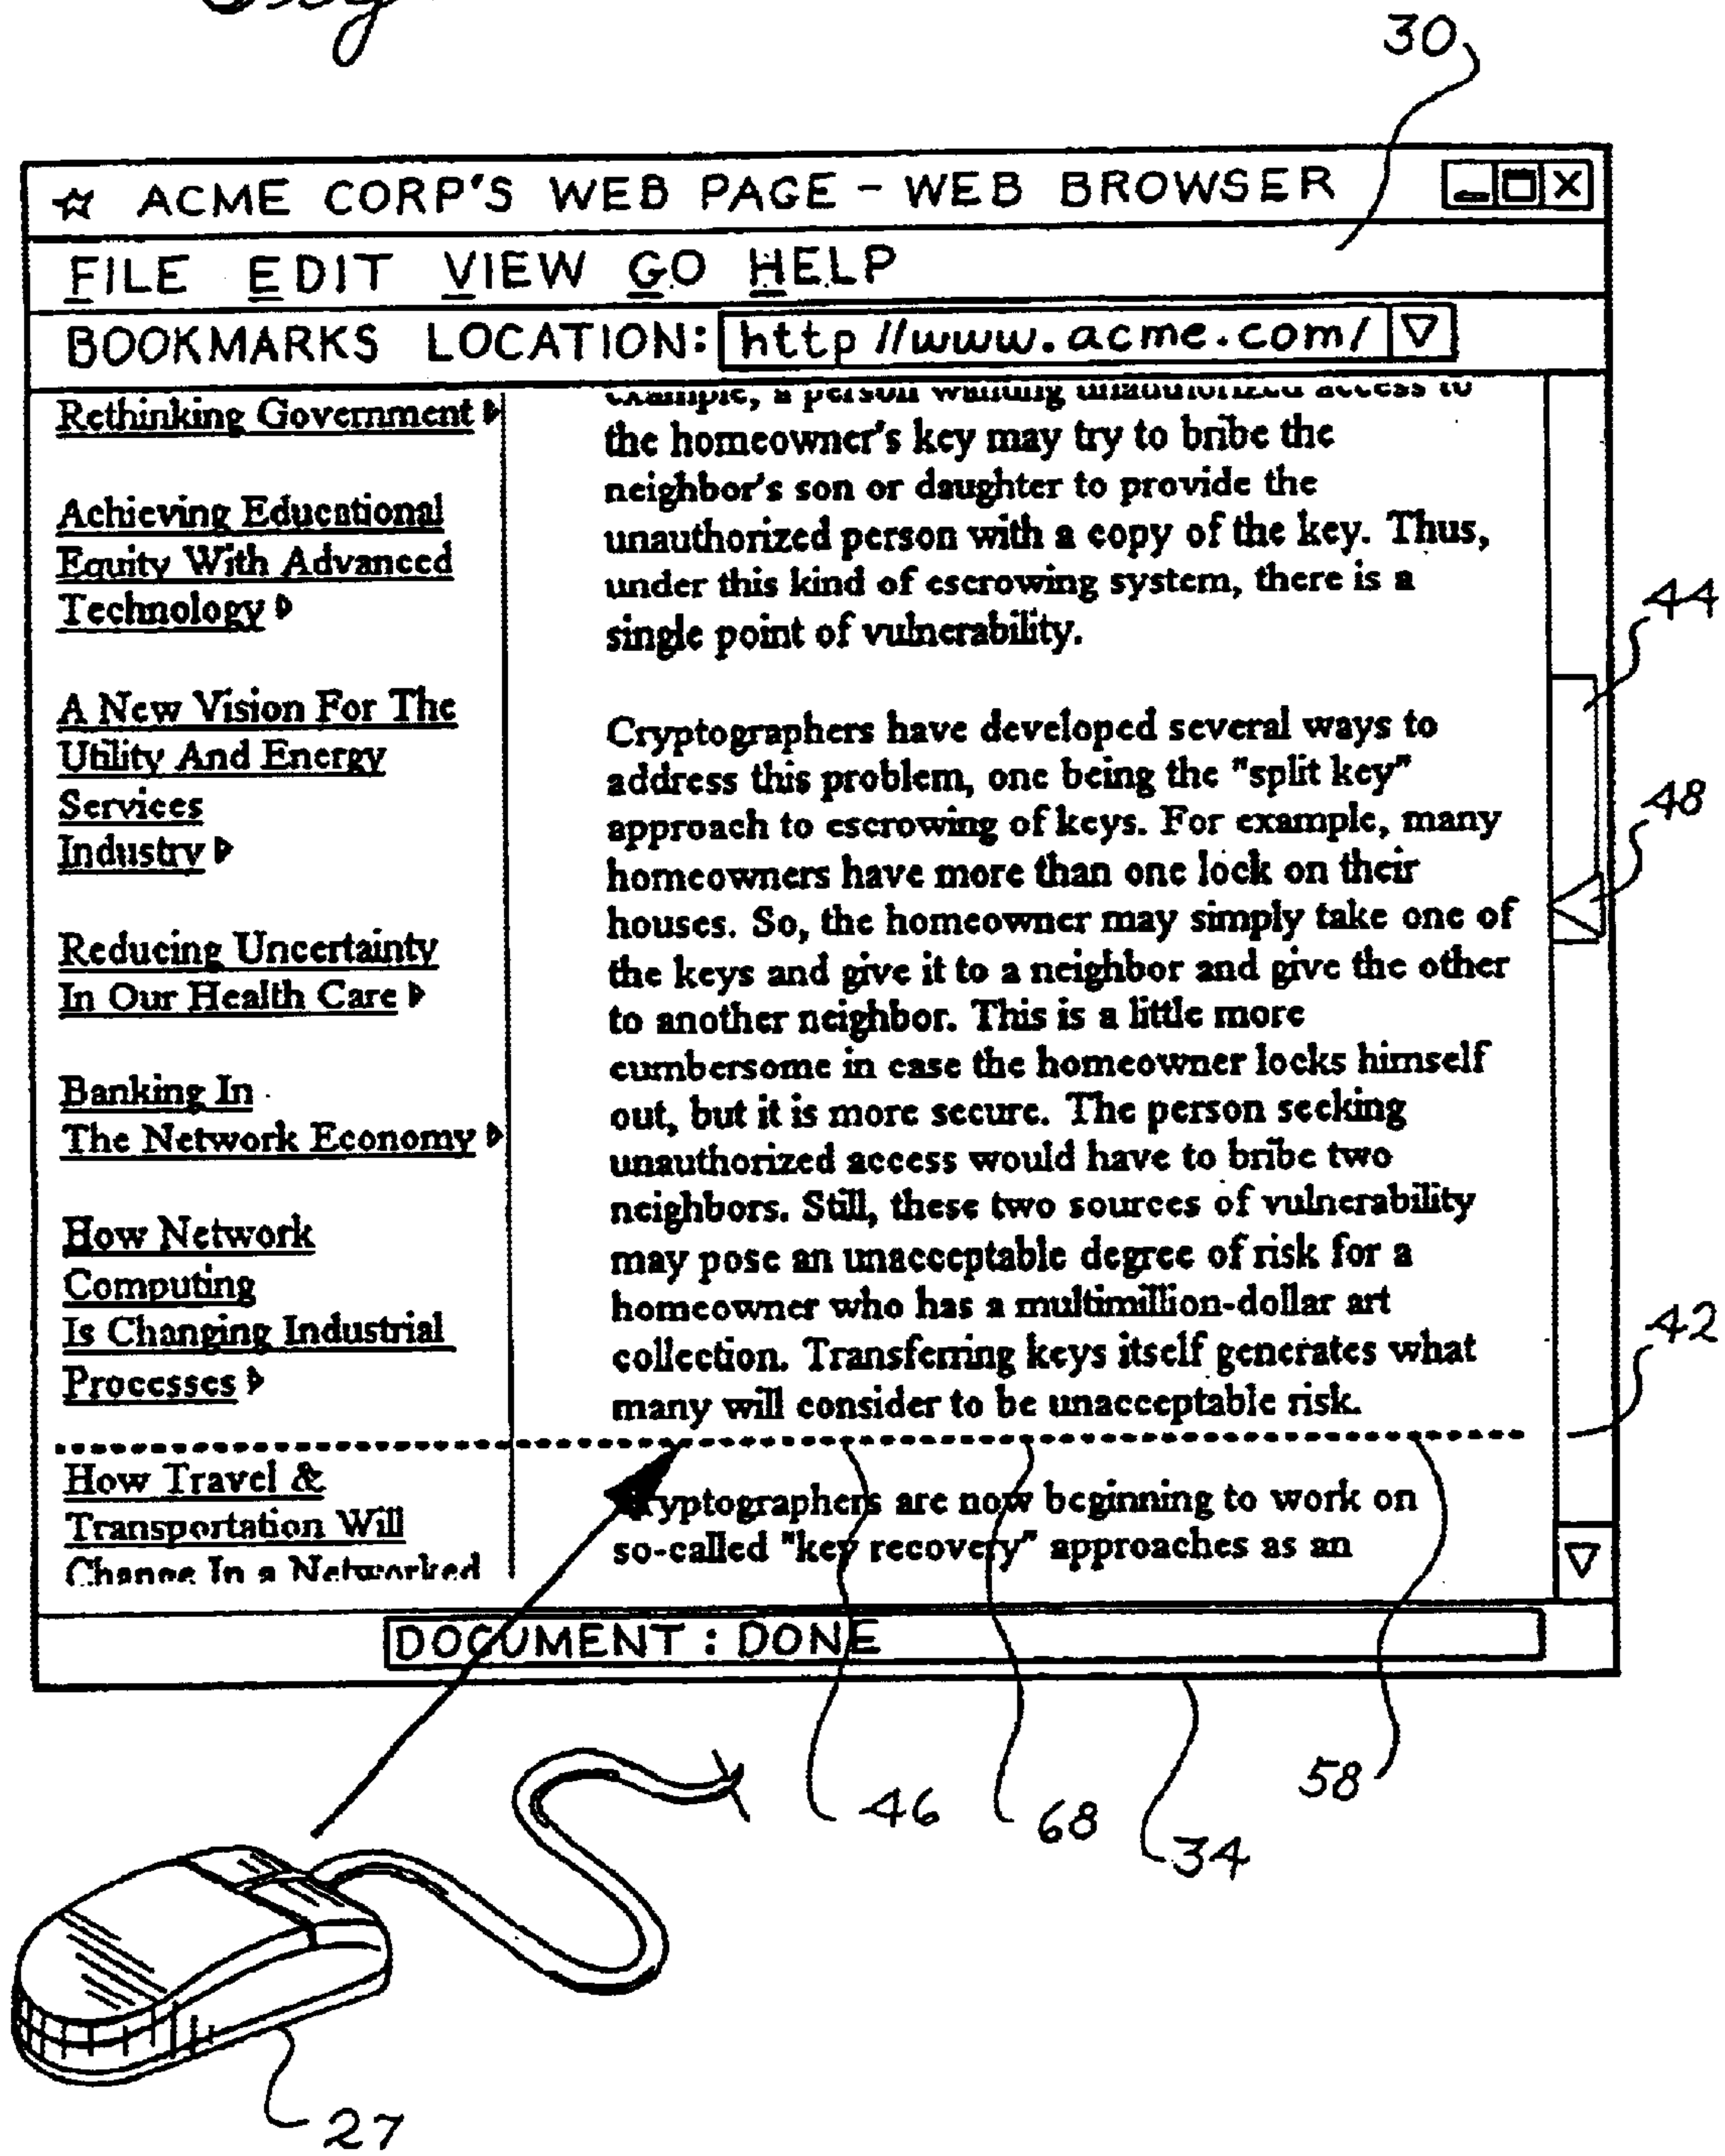 30
☆ ACME CORP'S WEB PAGE – WEB BROWSER
FILE EDIT VIEW GO HELP
BOOKMARKS LOCATION: http //www.acme.com/
Rethinking Government
Achieving Educational
Equity With Advanced
Technology
A New Vision For The
Utility And Energy
Services
Industry
Reducing Uncertainty
In Our Health Care
Banking In
The Network Economy
How Network
Computing
Is Changing Industrial
Processes
How Travel &
Transportation Will
Change In a Networked
example, a person wanting unauthorized access to
the homeowner's key may try to bribe the
neighbor's son or daughter to provide the
unauthorized person with a copy of the key. Thus,
under this kind of escrowing system, there is a
single point of vulnerability.
Cryptographers have developed several ways to
address this problem, one being the "split key"
approach to escrowing of keys. For example, many
homeowners have more than one lock on their
houses. So, the homeowner may simply take one of
the keys and give it to a neighbor and give the other
to another neighbor. This is a little more
cumbersome in case the homeowner locks himself
out, but it is more secure. The person seeking
unauthorized access would have to bribe two
neighbors. Still, these two sources of vulnerability
may pose an unacceptable degree of risk for a
homeowner who has a multimillion-dollar art
collection. Transferring keys itself generates what
many will consider to be unacceptable risk.
Cryptographers are now beginning to work on
so-called "key recovery" approaches as an
44
48
42
DOCUMENT : DONE
58
46
68
34
27